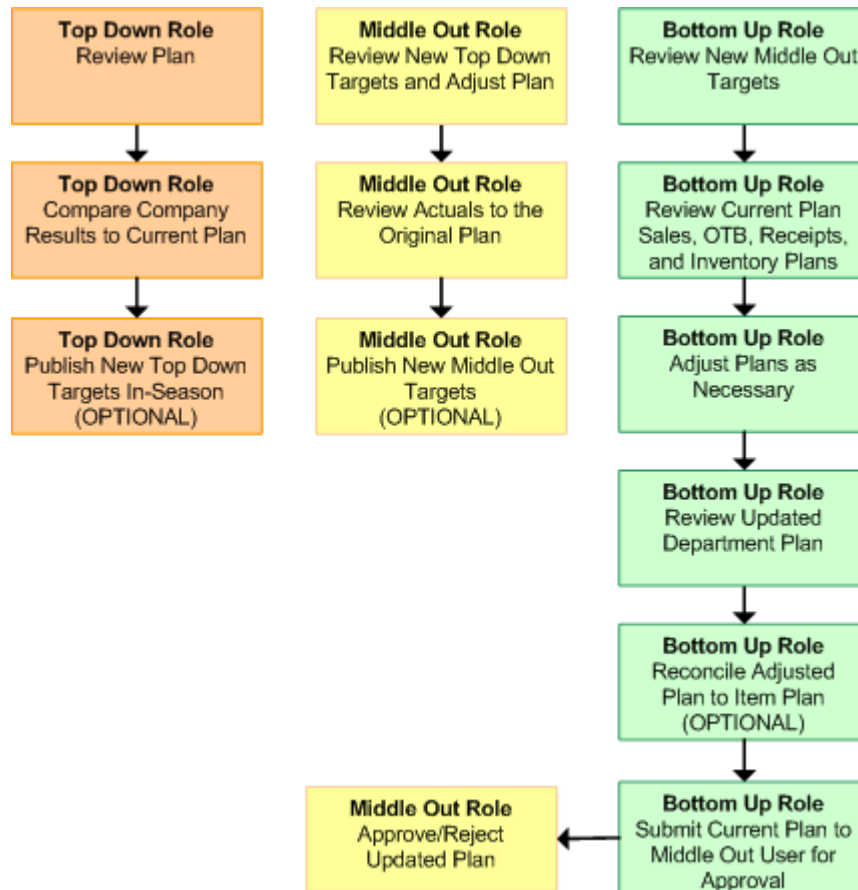 Top Down Role
Review Plan
Top Down Role
Compare Company
Results to Current Plan
Top Down Role
Publish New Top Down
Targets In-Season
(OPTIONAL)
Middle Out Role
Review New Top Down
Targets and Adjust Plan
Middle Out Role
Review Actuals to the
Original Plan
Middle Out Role
Publish New Middle Out
Targets
(OPTIONAL)
Bottom Up Role
Review New Middle Out
Targets
Bottom Up Role
Review Current Plan
Sales, OTB, Receipts,
and Inventory Plans
Bottom Up Role
Adjust Plans as
Necessary
Bottom Up Role
Review Updated
Department Plan
Bottom Up Role
Reconcile Adjusted
Plan to Item Plan
(OPTIONAL)
Bottom Up Role
Submit Current Plan to
Middle Out User for
Approval
Middle Out Role
Approve/Reject
Updated Plan